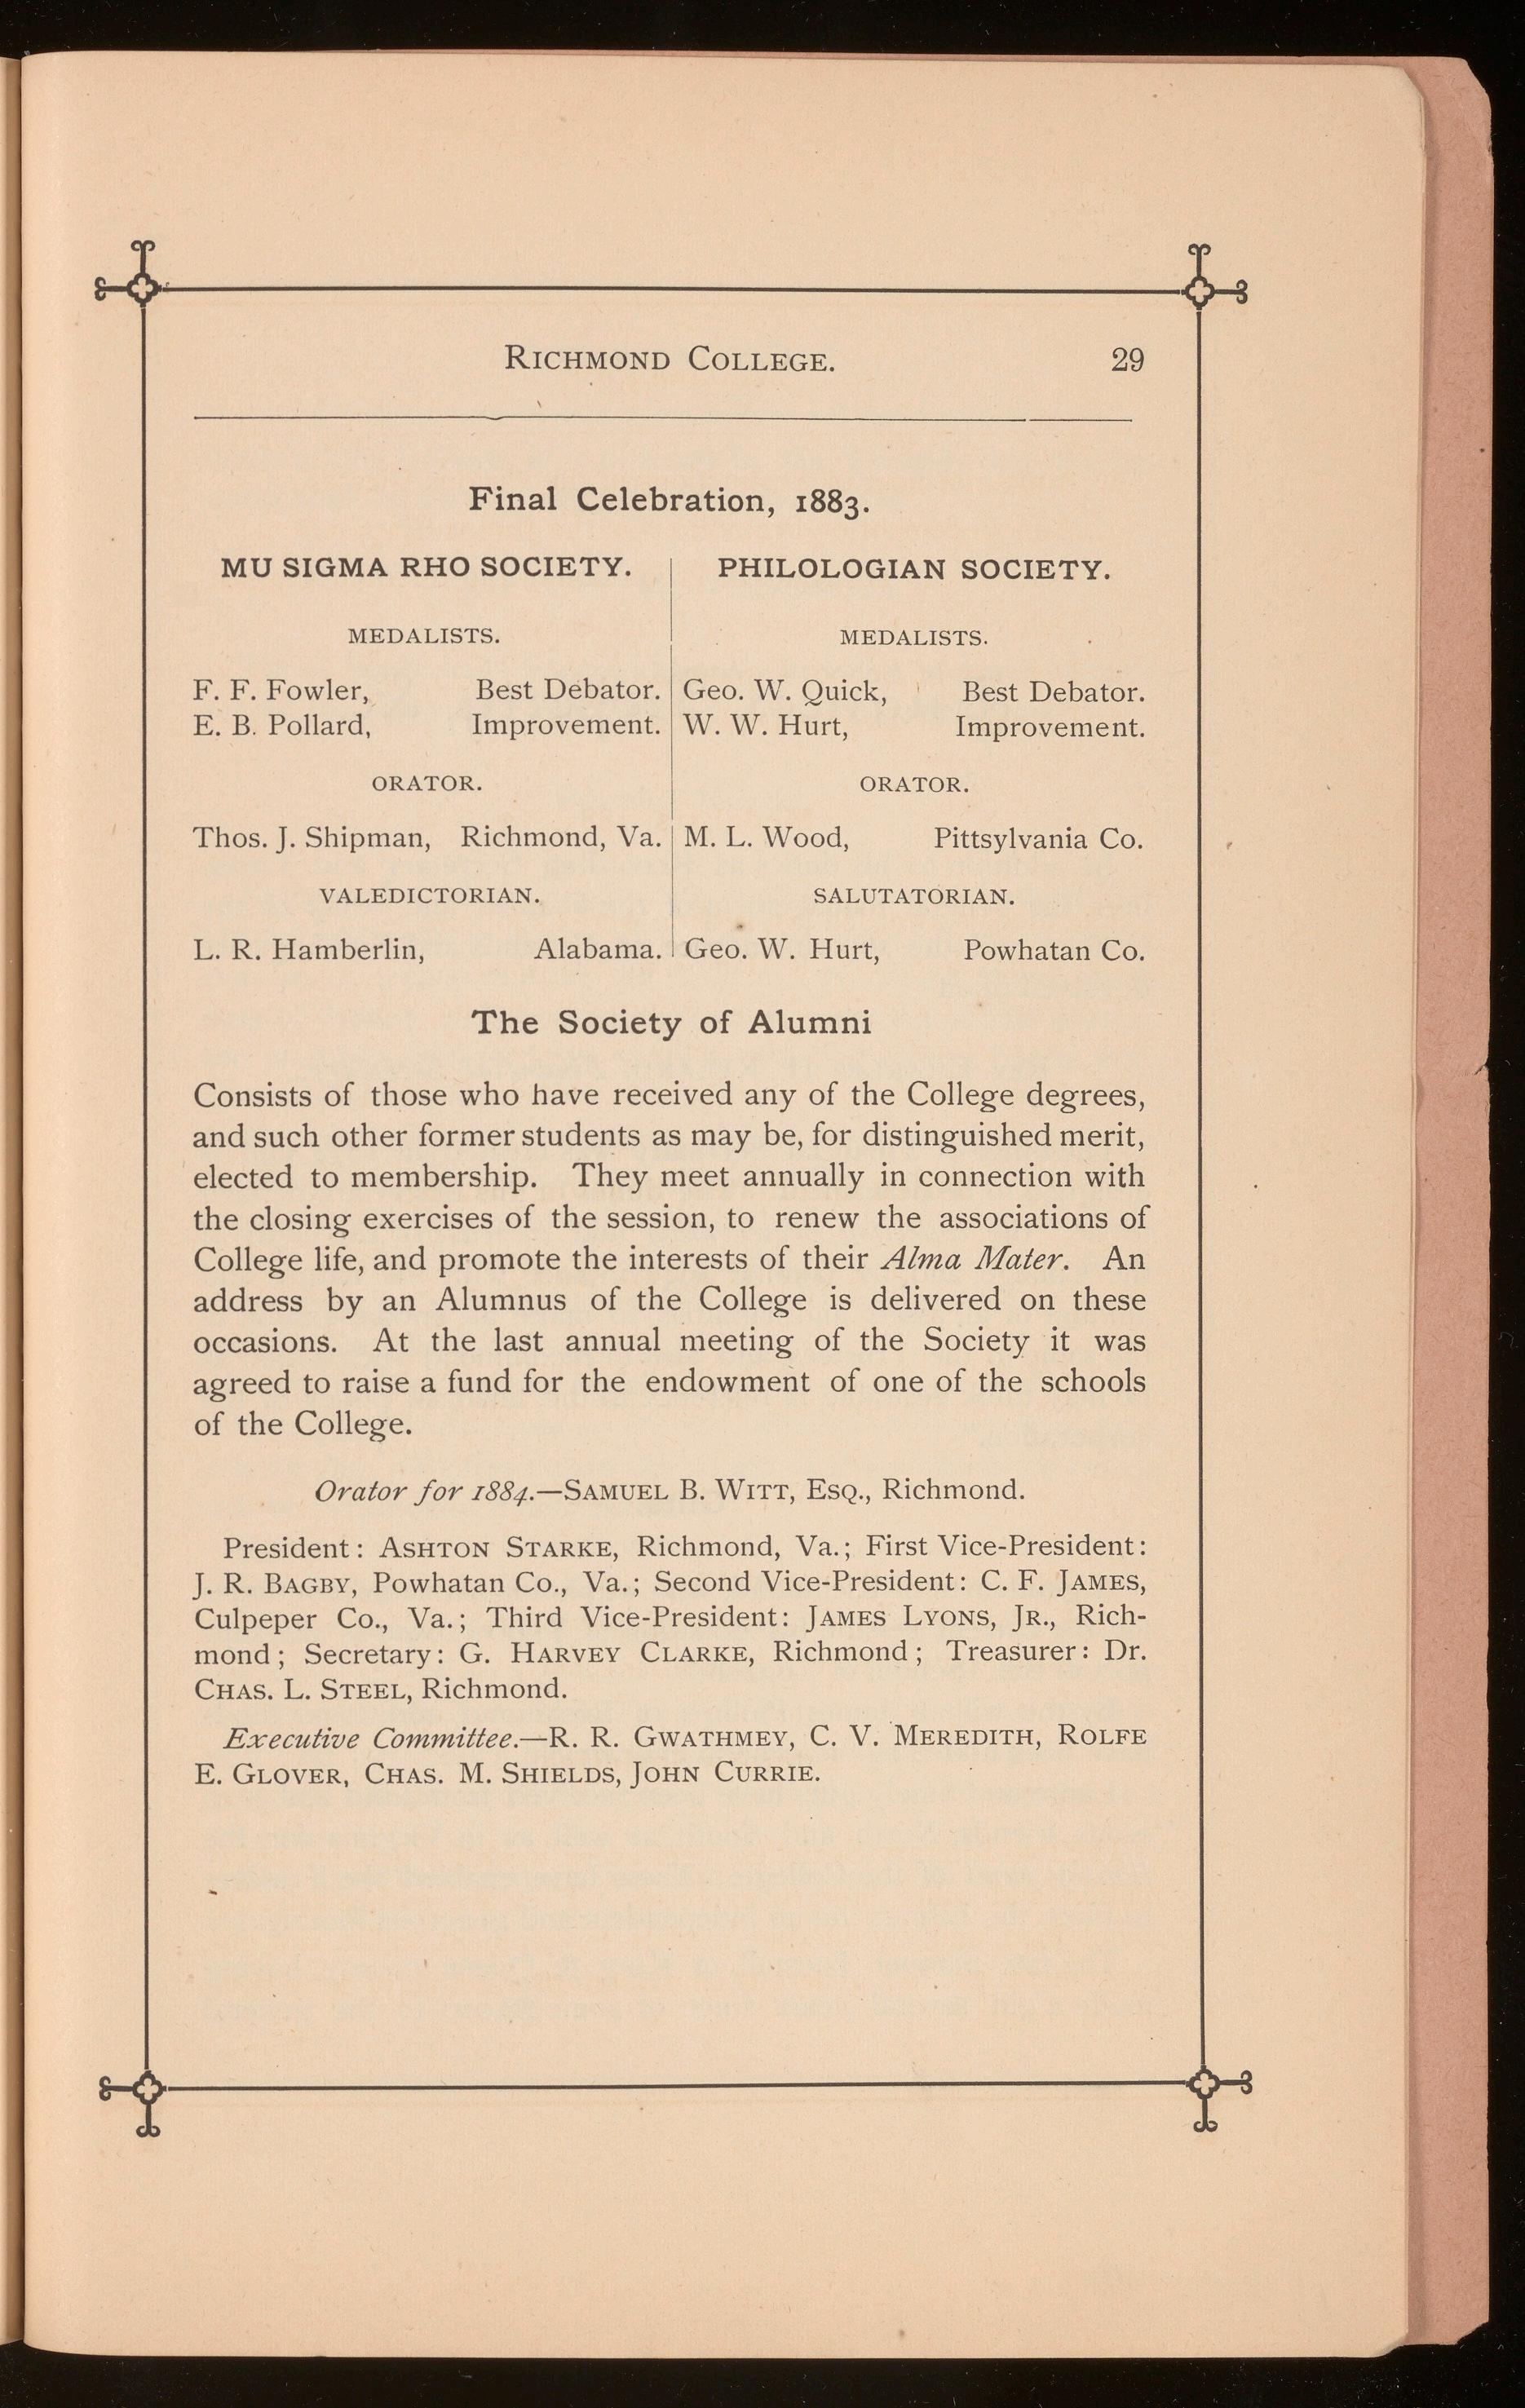 RICHMOND COLLEGE. 29
Final Celebration, 1883.
MU SIGMA RHO SOCIETY.
MEDALISTS.
F. F. Fowler, Best Debator.
E. B. Pollard, Improvement.
ORATOR.
Thos. J. Shipman, Richmond, Va.
VALEDICTORIAN.
L. R. Hamberlin, Alabama.
PHILOLOGIAN SOCIETY.
MEDALISTS.
Geo. W. Quick, Best Debator.
W. W. Hurt, Improvement.
ORATOR.
M. L. Wood, Pittsylvania Co.
SALUTATORIAN.
Geo. W. Hurt, Powhatan Co.
The Society of Alumni
Consists of those who have received any of the College degrees,
and such other former students as may be, for distinguished merit,
elected to membership. They meet annually in connection with
the closing exercises of the session, to renew the associations of
College life, and promote the interests of their Alma Mater. An
address by an Alumnus of the College is delivered on these
occasions. At the last annual meeting of the Society it was
agreed to raise a fund for the endowment of one of the schools
of the College.
Orator for 1884.—SAMUEL B. WITT, ESQ., Richmond.
President: ASHTON STARKE, Richmond, Va.; First Vice-President:
J. R. BAGBY, Powhatan Co., Va.; Second Vice-President: C. F. JAMES,
Culpeper Co., Va.; Third Vice-President: JAMES LYONS, JR., Rich-
mond; Secretary: G. HARVEY CLARKE, Richmond; Treasurer: Dr.
CHAS. L. STEEL, Richmond.
Executive Committee.—R. R. GWATHMEY, C. V. MEREDITH, ROLFE
E. GLOVER, CHAS. M. SHIELDS, JOHN CURRIE.